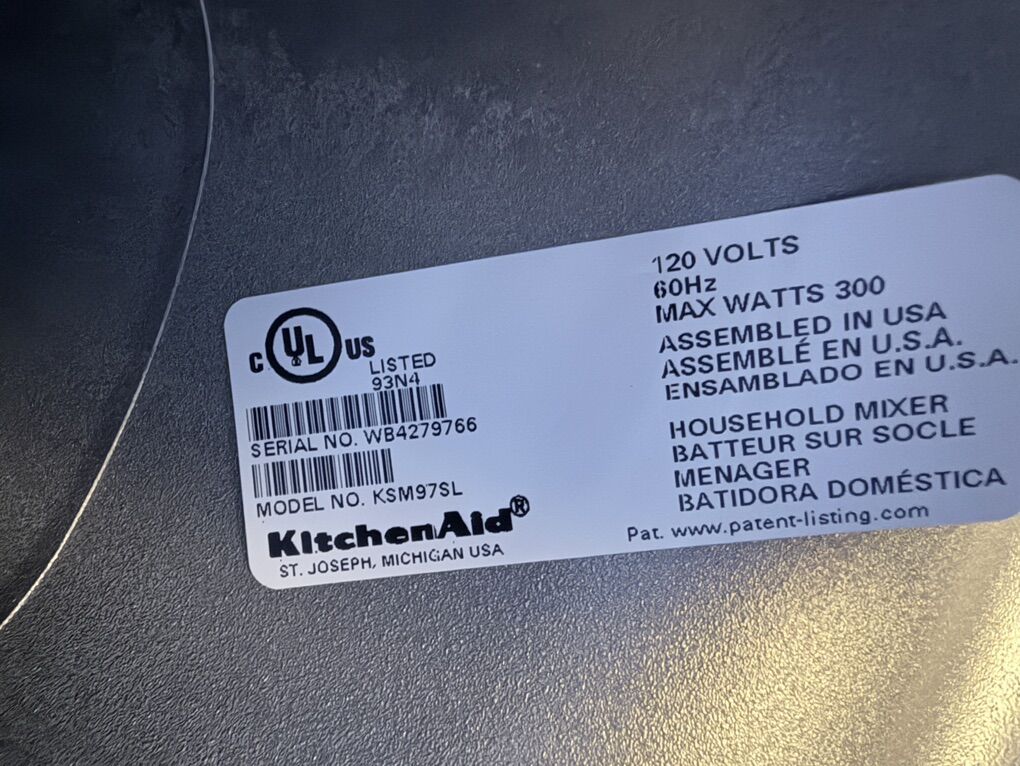 C UL US
LISTED
93N4
SERIAL NO. WB4279766
MODEL NO. KSM97SL
KitchenAid®
ST. JOSEPH, MICHIGAN USA
120 VOLTS
60Hz
MAX WATTS 300
ASSEMBLED IN USA
ASSEMBLÉ EN U.S.A.
ENSAMBLADO EN U.S.A.
HOUSEHOLD MIXER
BATTEUR SUR SOCLE
MENAGER
BATIDORA DOMÉSTICA
Pat. www.patent-listing.com